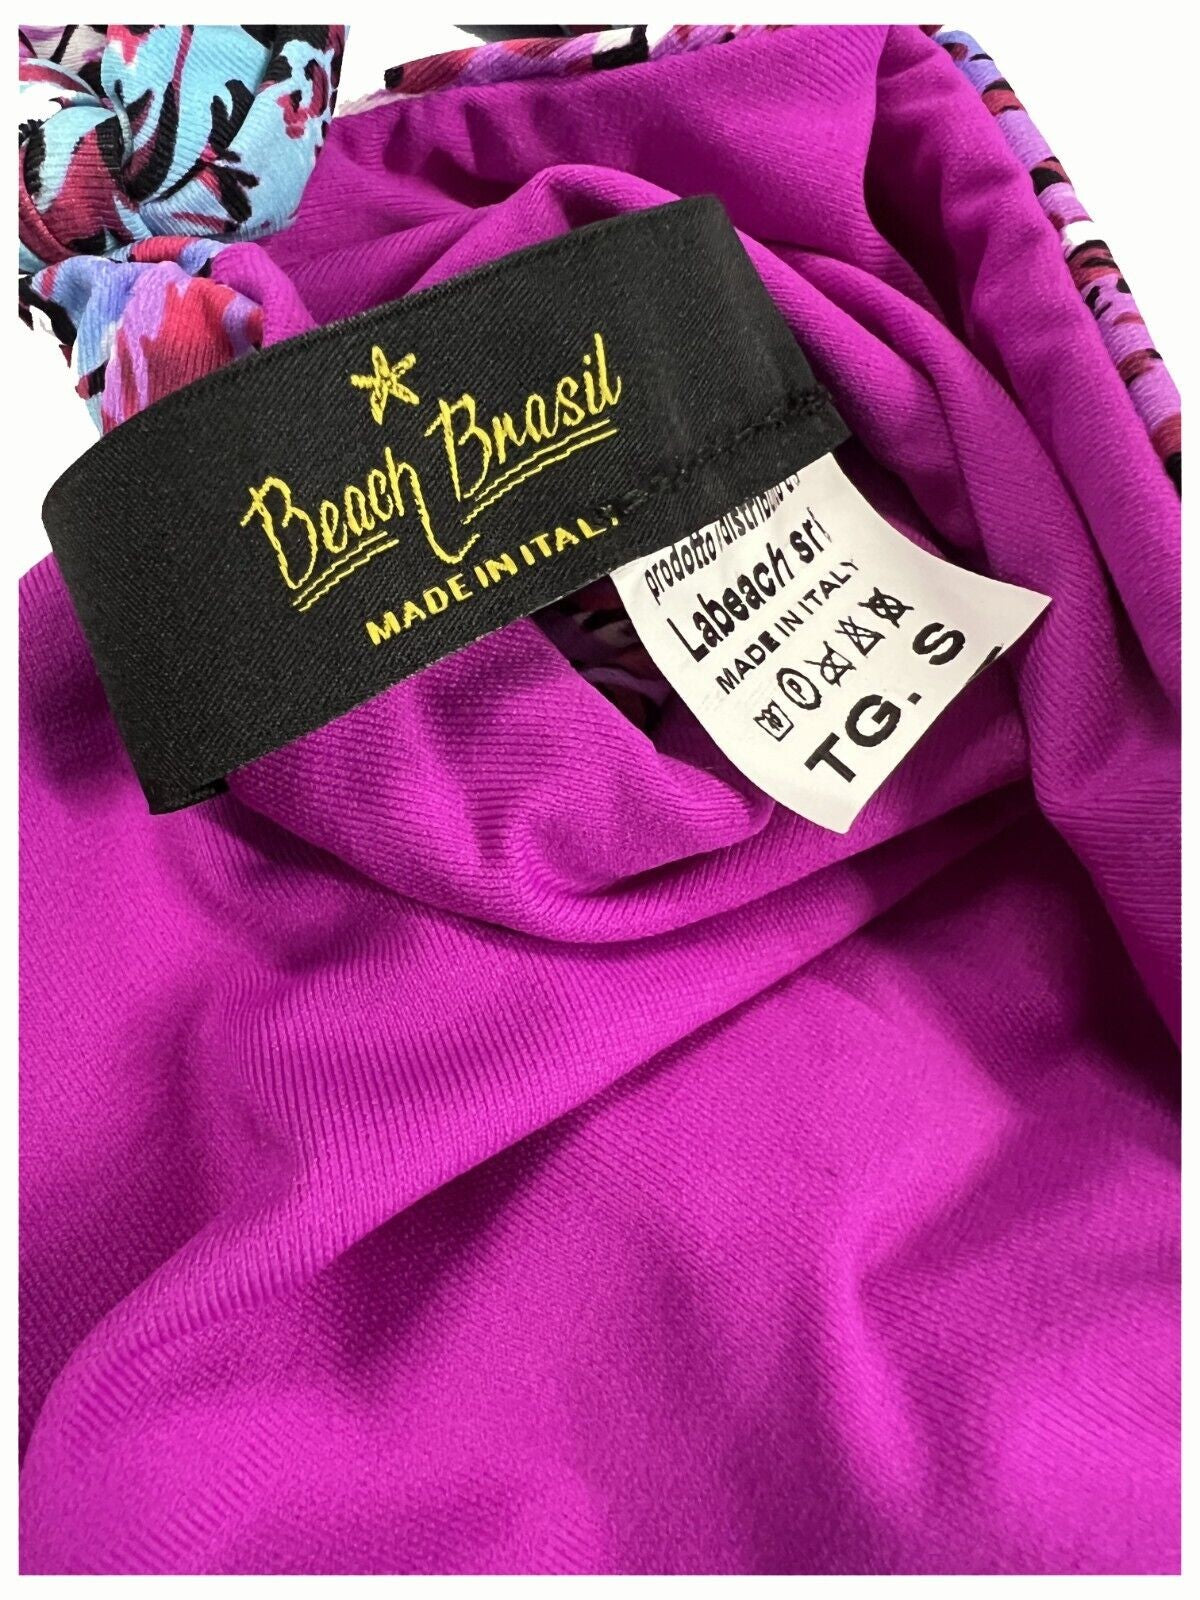 Beach Brasil
MADE IN ITALY
prodotto/distribuito
Labeach srl
MADE IN ITALY
P
TG. S